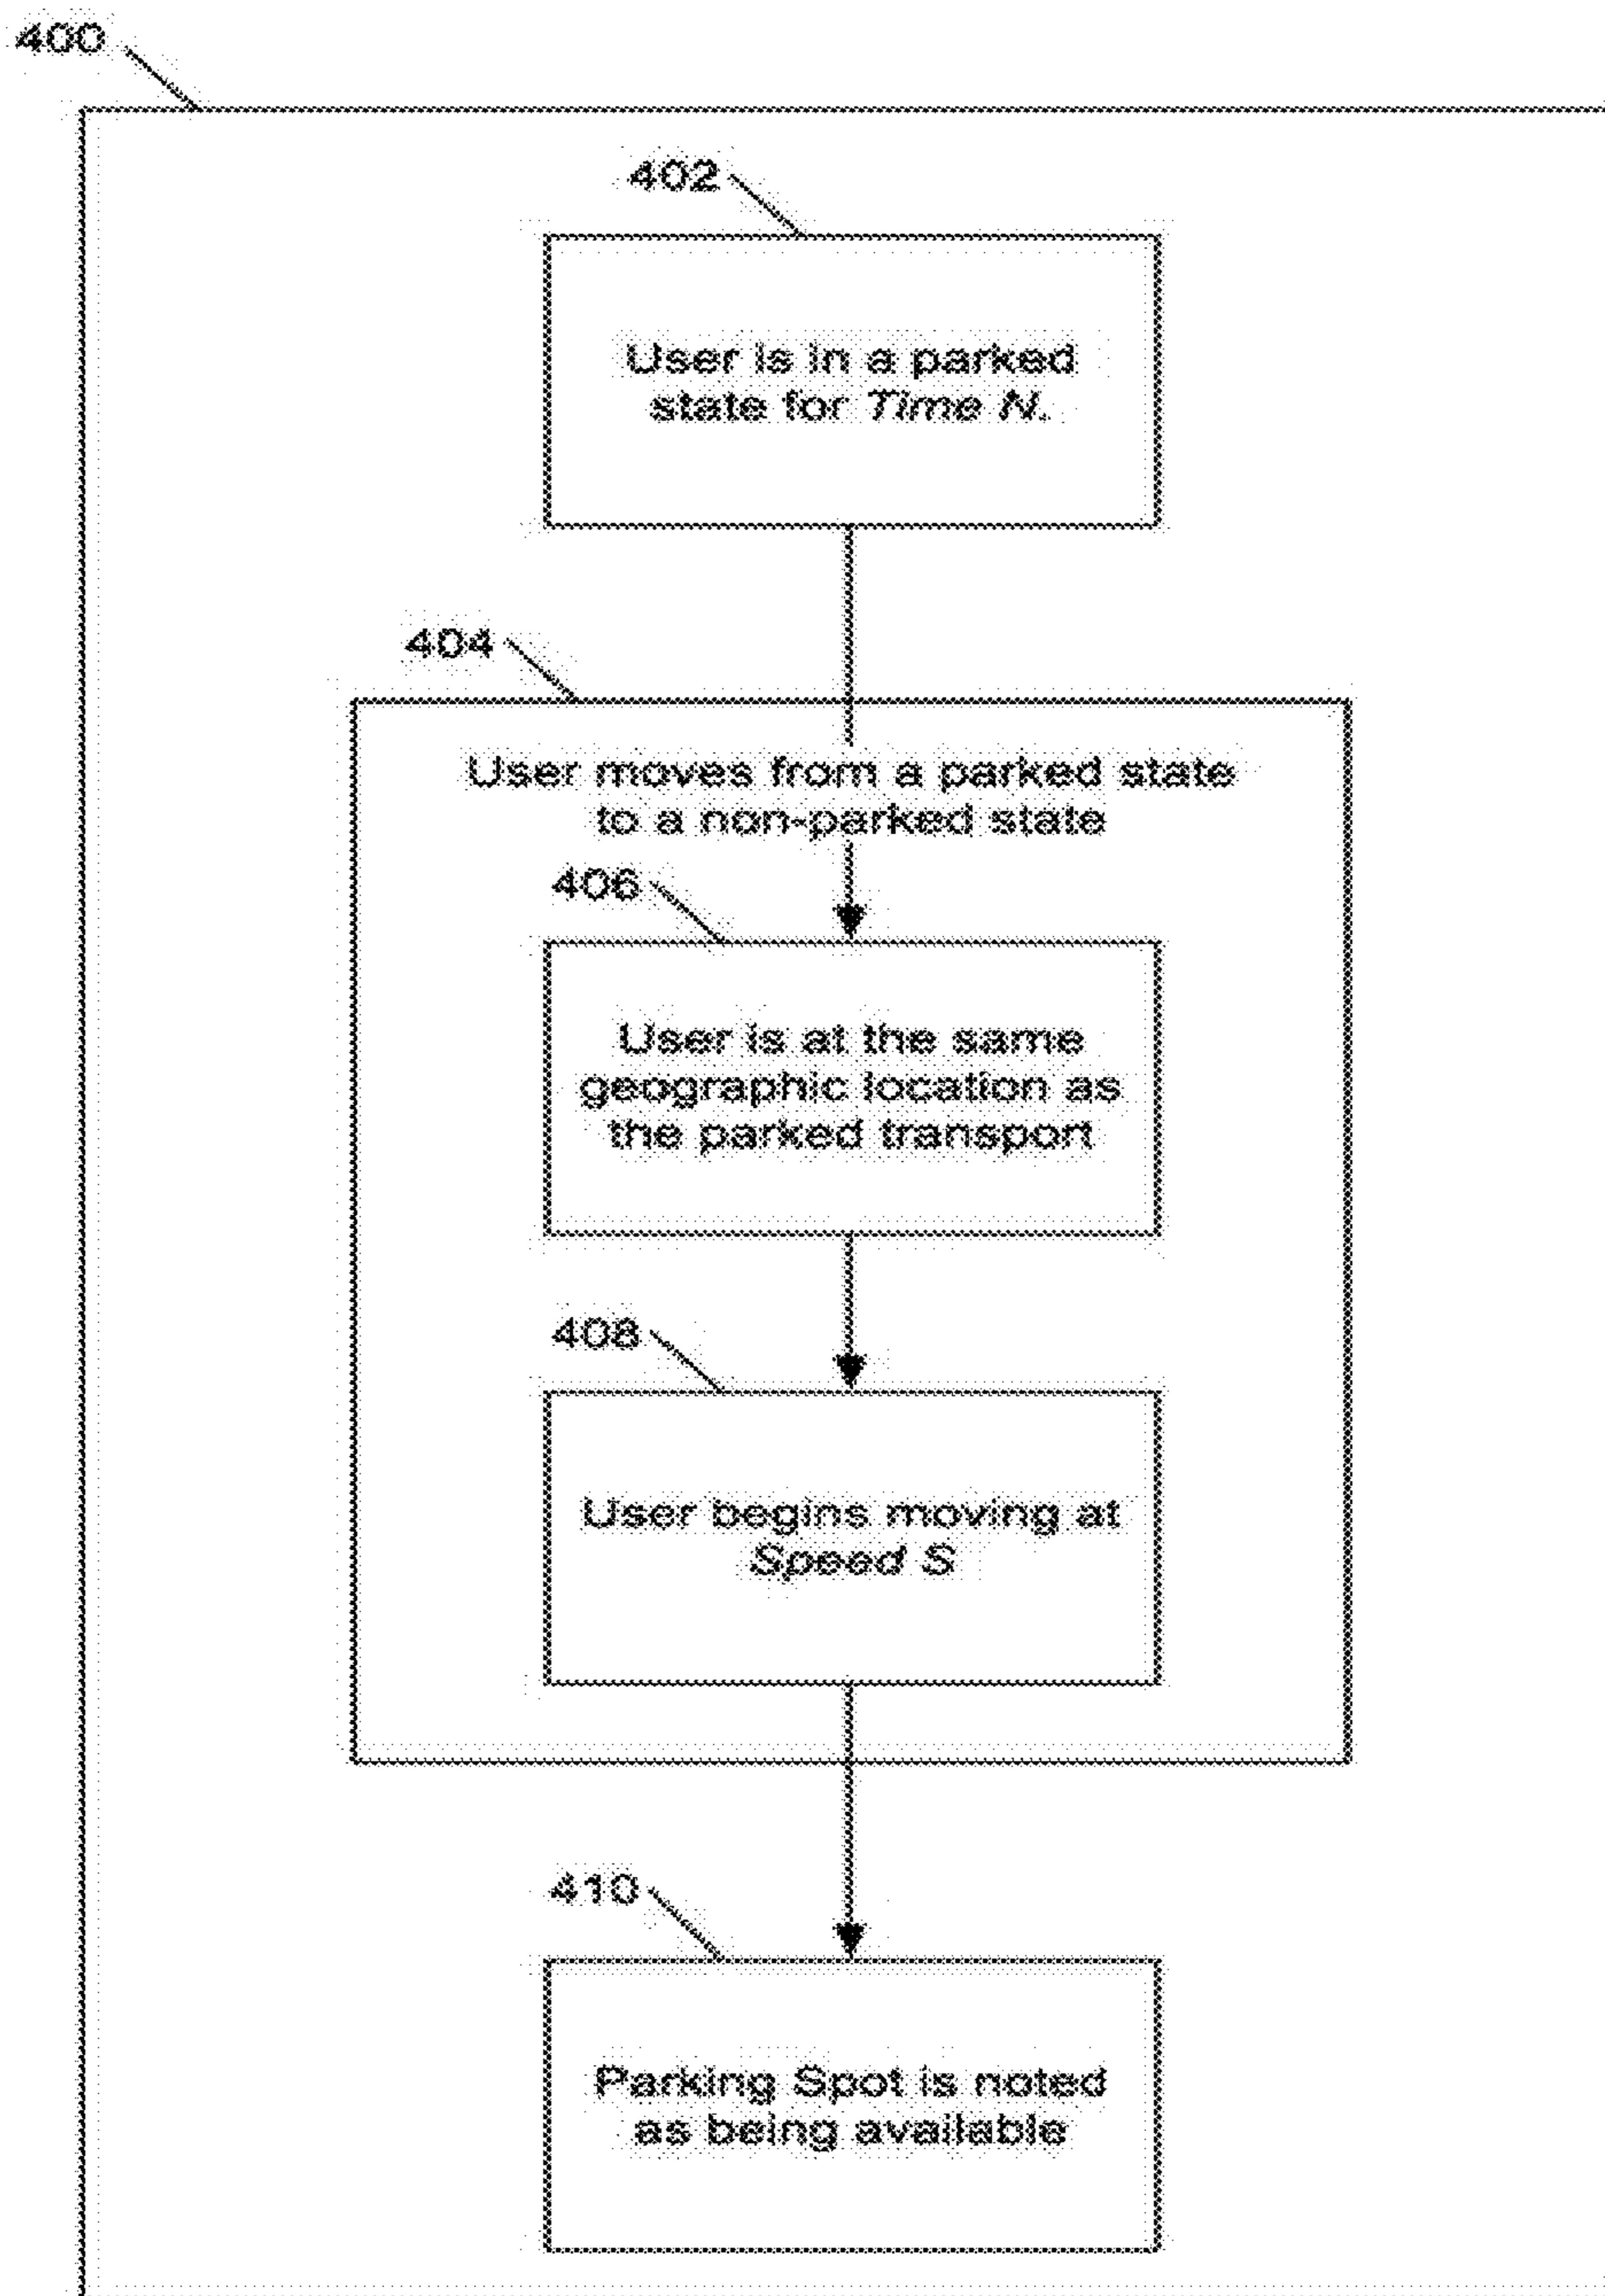 400
402
User is in a parked
state for Time N.
404
User moves from a parked state
to a non-parked state
406
User is at the same
geographic location as
the parked transport
408
User begins moving at
Speed S
410
Parking Spot is noted
as being available